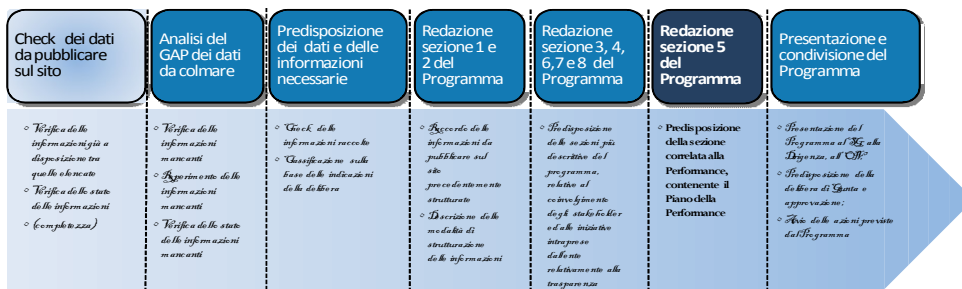 Check dei dati
da pubblicare
sul sito
Analisi del
GAP dei dati
da colmare
Predisposizione
dei dati e delle
informazioni
necessarie
Redazione
sezione 1 e
2 del
Programma
Redazione
sezione 3, 4,
6,7 e 8 del
Programma
Redazione
sezione 5
del
Programma
Presentazione e
condivisione del
Programma
◦ Verifica delle
informazioni già a
disposizione tra
quelle elencate
◦ Verifica dello stato
delle informazioni
◦ (completezza)
◦ Verifica delle
informazioni
mancanti
◦ Reperimento delle
informazioni
mancanti
◦ Verifica dello stato
delle informazioni
mancanti
◦ Check delle
informazioni raccolte
◦ Classificazione sulla
base delle indicazioni
della delibera
◦ Raccordo delle
informazioni da
pubblicare sul
sito
precedentemente
strutturate
◦ Descrizione delle
modalità di
strutturazione
delle informazioni
◦ Predisposizione
delle sezioni più
descrittive del
programma,
relative al
coinvolgimento
degli stakeholder
e dalle iniziative
intraprese
dall'ente
relativamente alla
trasparenza
◦ Predisposizione
della sezione
correlata alla
Performance,
contenente il
Piano della
Performance
◦ Presentazione del
Programma al SG, alla
Dirigenza, all'OIV
◦ Predisposizione della
delibera di Giunta e
approvazione;
◦ Avvio delle azioni previste
dal Programma